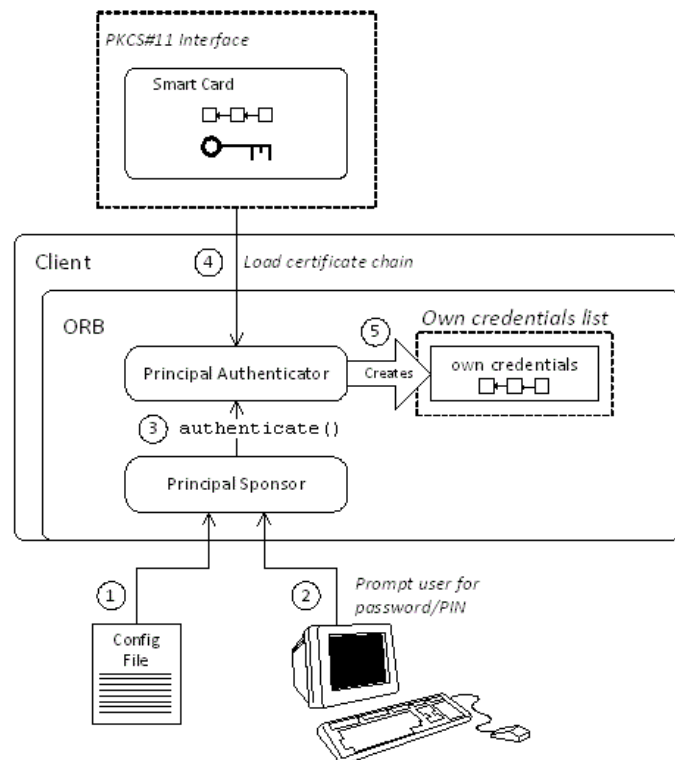 PKCS#11 Interface
Smart Card
Client
4
Load certificate chain
ORB
5
Own credentials list
Principal Authenticator
Creates
own credentials
3
authenticate()
Principal Sponsor
1
2
Prompt user for
password/PIN
Config
File